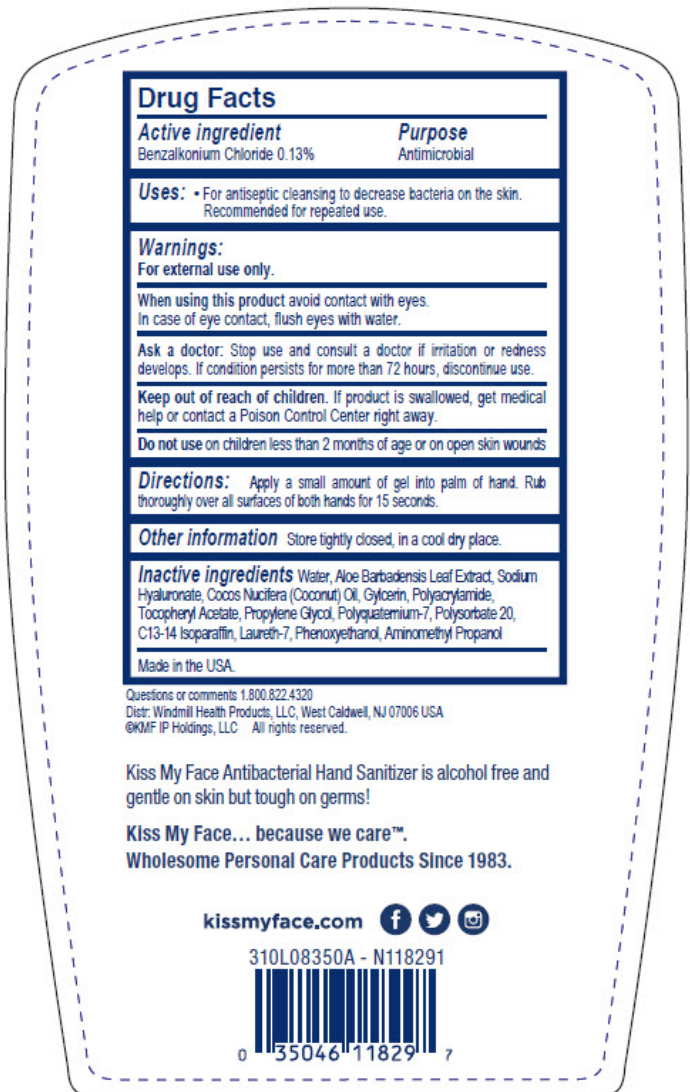 Drug Facts
Active ingredient Purpose
Benzalkonium Chloride 0.13% Antimicrobial
Uses: • For antiseptic cleansing to decrease bacteria on the skin.
Recommended for repeated use.
Warnings:
For external use only.
When using this product avoid contact with eyes.
In case of eye contact, flush eyes with water.
Ask a doctor: Stop use and consult a doctor if irritation or redness
develops. If condition persists for more than 72 hours, discontinue use.
Keep out of reach of children. If product is swallowed, get medical
help or contact a Poison Control Center right away.
Do not use on children less than 2 months of age or on open skin wounds
Directions: Apply a small amount of gel into palm of hand. Rub
thoroughly over all surfaces of both hands for 15 seconds.
Other information Store tightly closed, in a cool dry place.
Inactive ingredients Water, Aloe Barbadensis Leaf Extract, Sodium
Hyaluronate, Cocos Nucifera (Coconut) Oil, Gylcerin, Polyacrylamide,
Tocopheryl Acetate, Propylene Glycol, Polyquaternium-7, Polysorbate 20,
C13-14 Isoparaffin, Laureth-7, Phenoxyethanol, Aminomethyl Propanol
Made in the USA.
Questions or comments 1.800.822.4320
Distr: Windmill Health Products, LLC, West Caldwell, NJ 07006 USA
©KMF IP Holdings, LLC All rights reserved.
Kiss My Face Antibacterial Hand Sanitizer is alcohol free and
gentle on skin but tough on germs!
Kiss My Face... because we care™.
Wholesome Personal Care Products Since 1983.
kissmyface.com
310L08350A - N118291
0 35046 11829 7